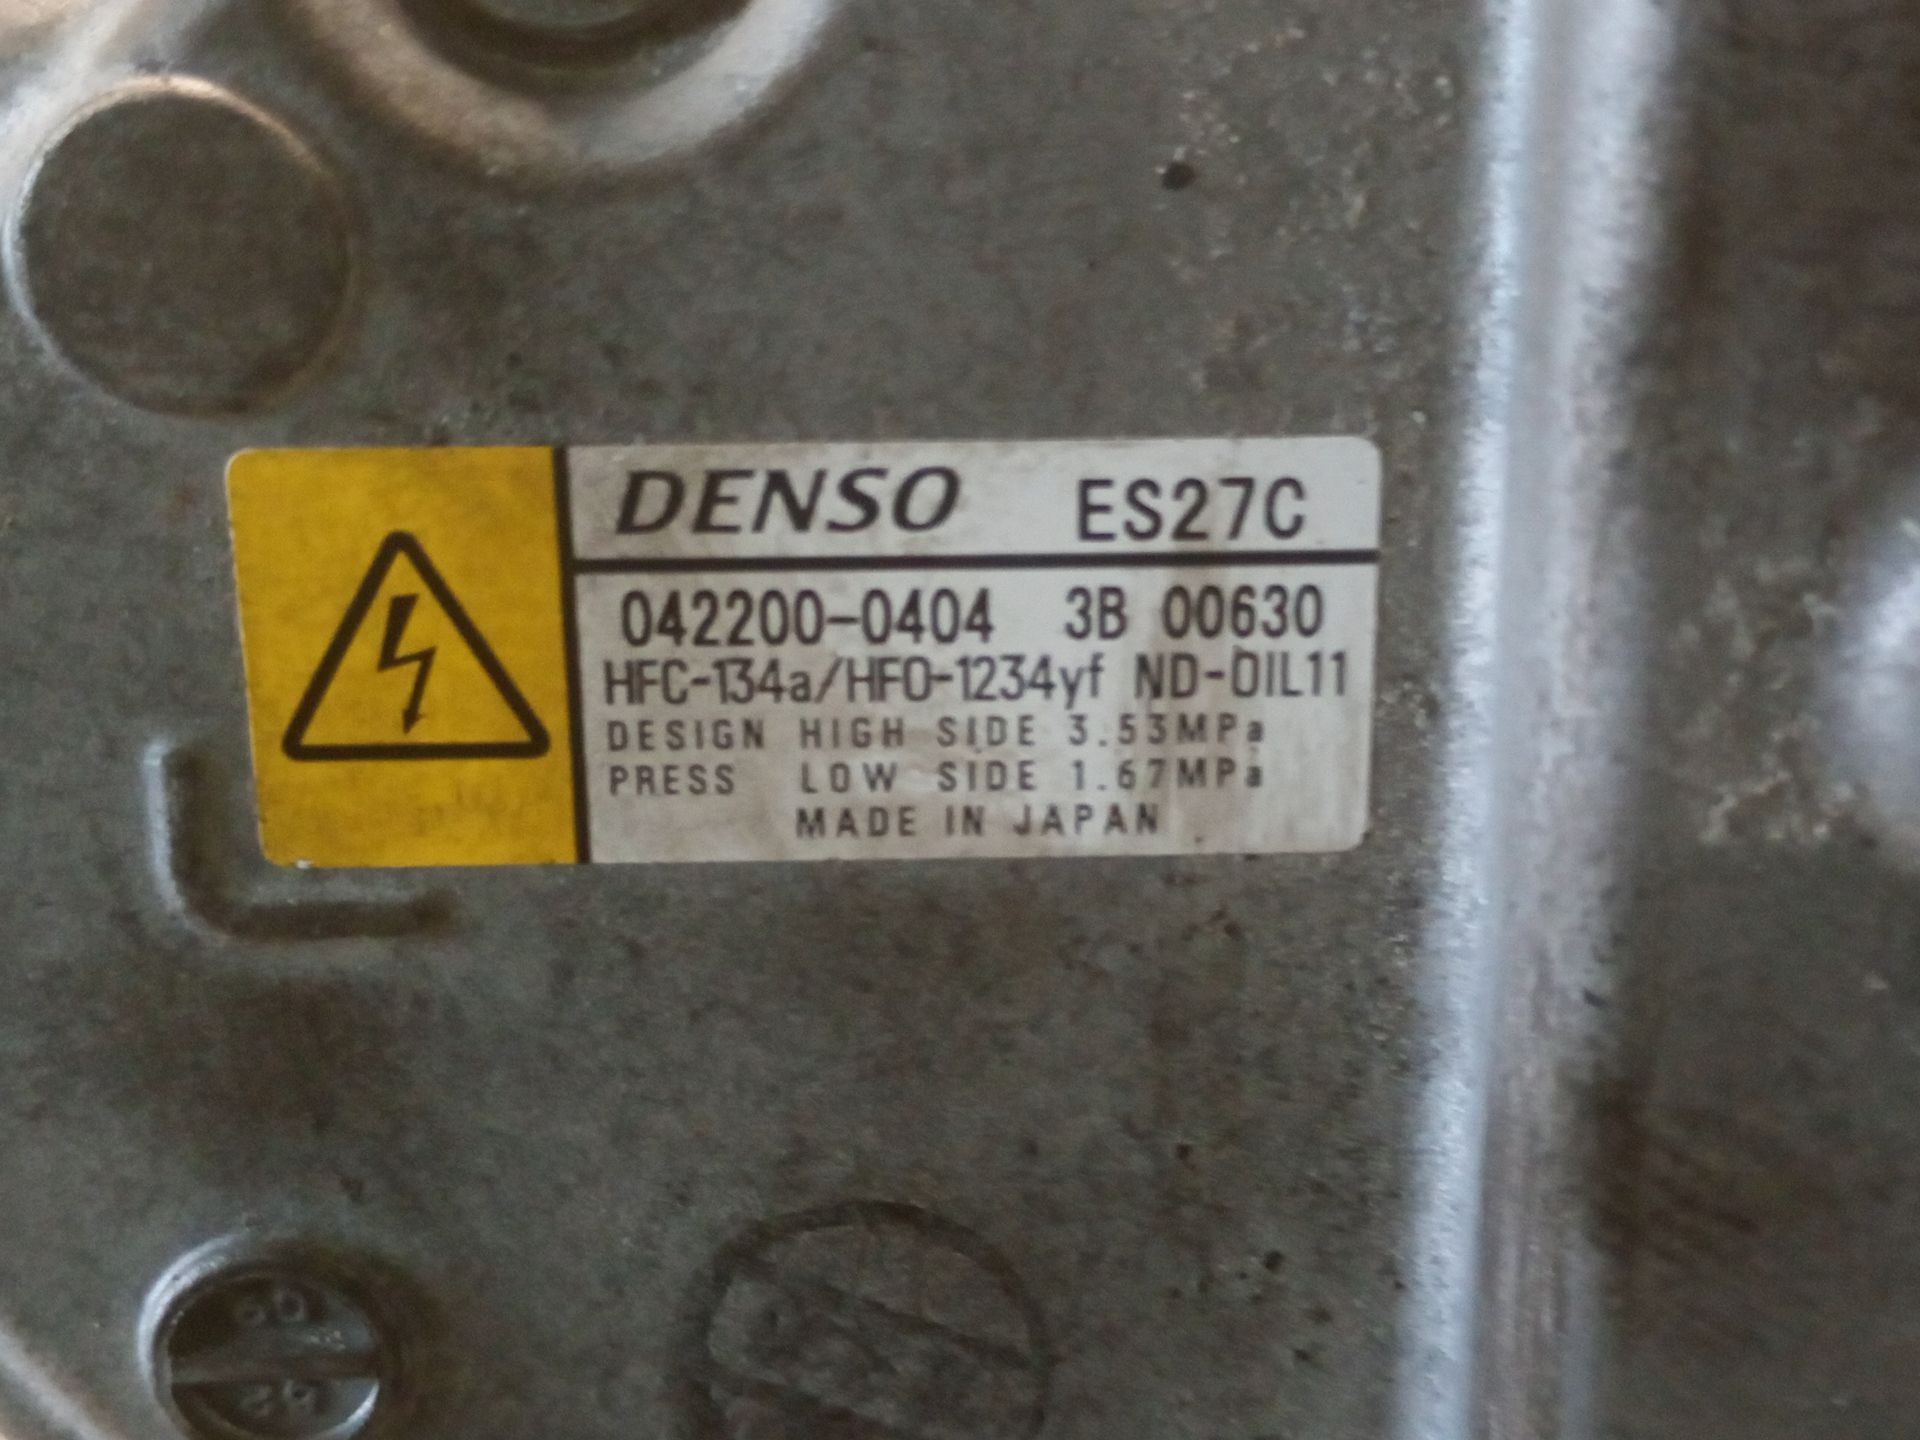 DENSO ES27C
042200-0404 3B 00630
HFC-134a/HFO-1234yf ND-OIL11
DESIGN HIGH SIDE 3.53MPa
PRESS LOW SIDE 1.67MPa
MADE IN JAPAN